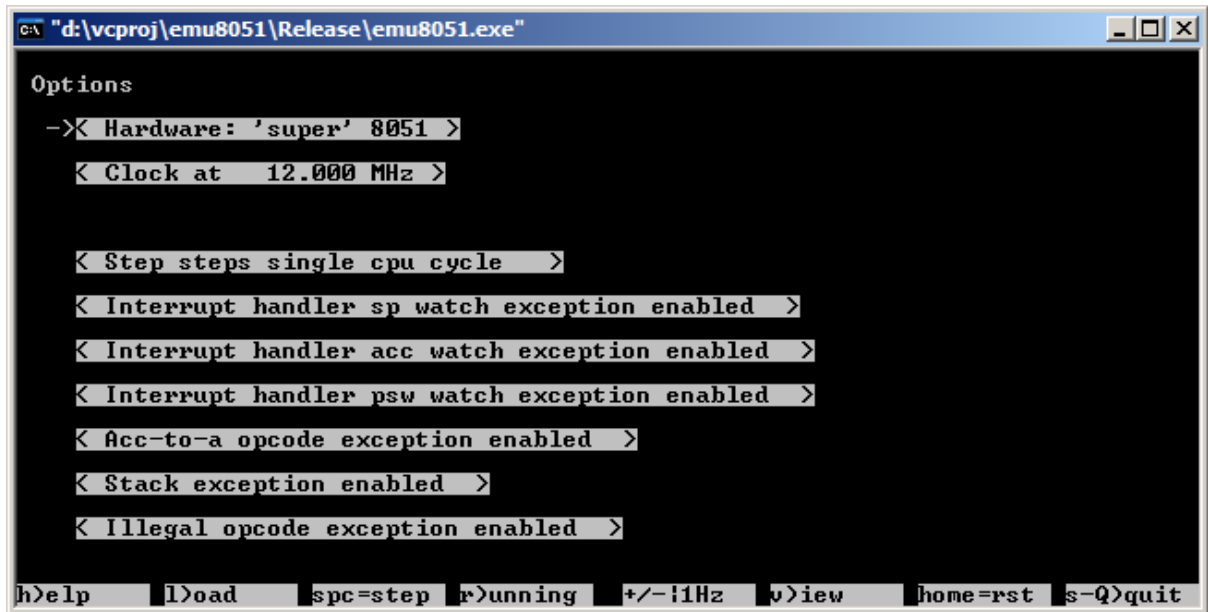 "d:\vcproj\emu8051\Release\emu8051.exe"
Options
->< Hardware: 'super' 8051 >
< Clock at   12.000 MHz >
< Step steps single cpu cycle   >
< Interrupt handler sp watch exception enabled  >
< Interrupt handler acc watch exception enabled  >
< Interrupt handler psw watch exception enabled  >
< Acc-to-a opcode exception enabled  >
< Stack exception enabled  >
< Illegal opcode exception enabled  >
h)elp l)oad spc=step r)unning +/-¦1Hz v)iew home=rst s-Q)quit